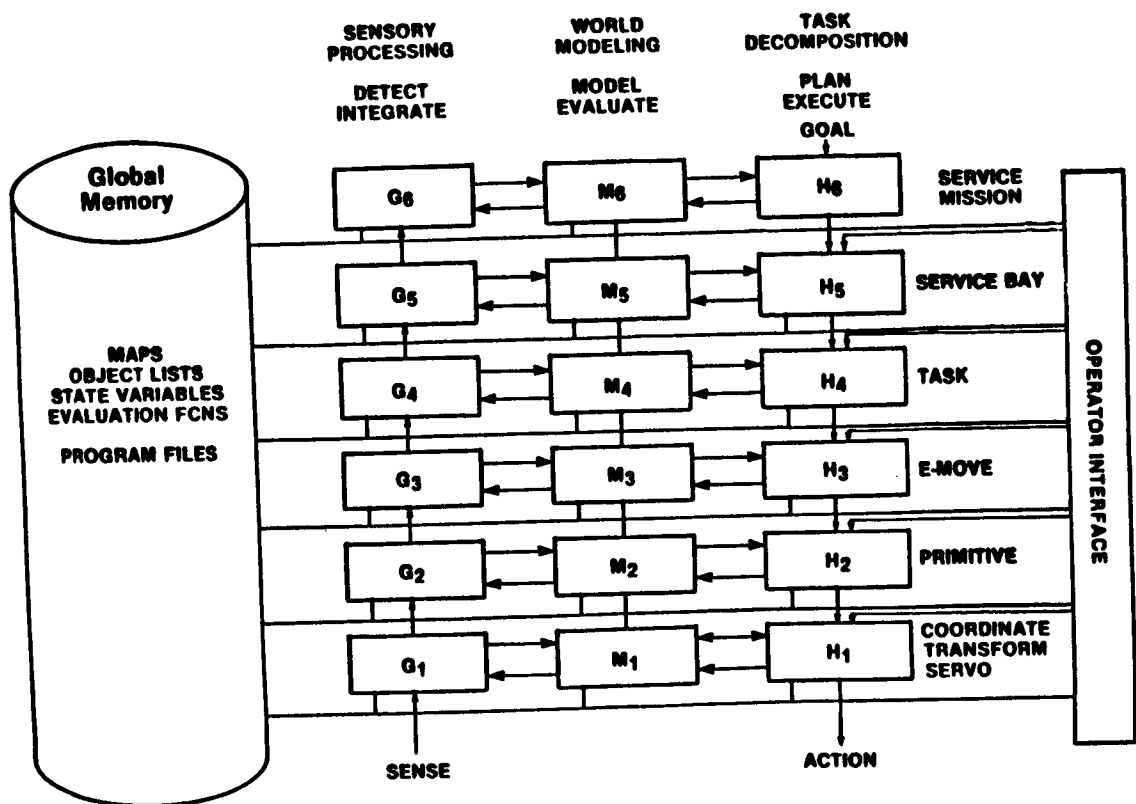 SENSORY
PROCESSING
DETECT
INTEGRATE
WORLD
MODELING
MODEL
EVALUATE
TASK
DECOMPOSITION
PLAN
EXECUTE
GOAL
Global
Memory
MAPS
OBJECT LISTS
STATE VARIABLES
EVALUATION FCNS
PROGRAM FILES
G6
M6
H6
SERVICE
MISSION
G5
M5
H5
SERVICE BAY
G4
M4
H4
TASK
G3
M3
H3
E-MOVE
G2
M2
H2
PRIMITIVE
G1
M1
H1
COORDINATE
TRANSFORM
SERVO
SENSE
ACTION
OPERATOR INTERFACE